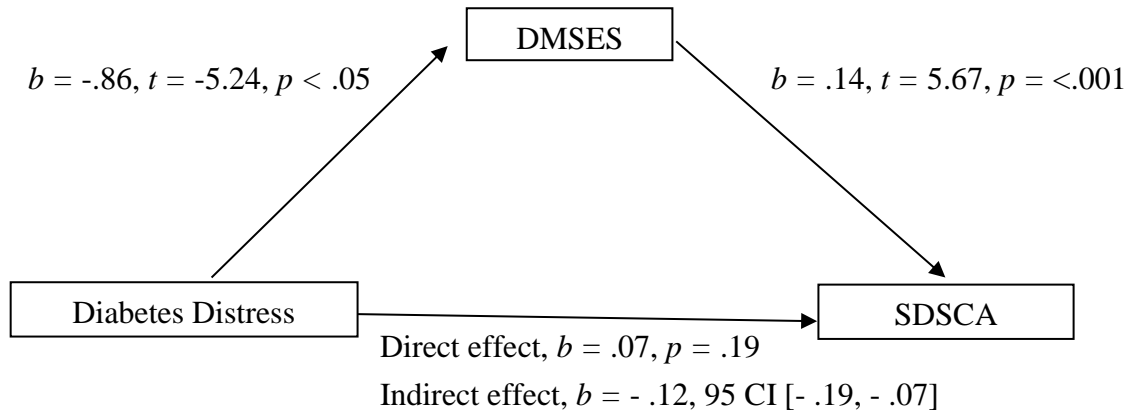 DMSES
b = -.86, t = -5.24, p < .05
b = .14, t = 5.67, p = <.001
Diabetes Distress
SDSCA
Direct effect, b = .07, p = .19
Indirect effect, b = - .12, 95 CI [- .19, - .07]